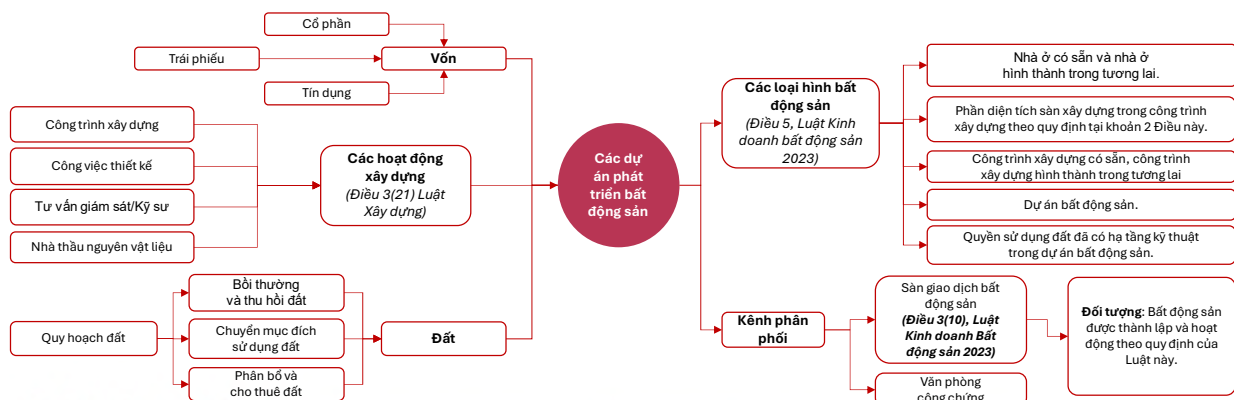 Cổ phần
Trái phiếu
Vốn
Tín dụng
Công trình xây dựng
Công việc thiết kế
Tư vấn giám sát/Kỹ sư
Nhà thầu nguyên vật liệu
Các hoạt động
xây dựng
(Điều 3(21) Luật
Xây dựng)
Quy hoạch đất
Bồi thường
và thu hồi đất
Chuyển mục đích
sử dụng đất
Phân bổ và
cho thuê đất
Đất
Các dự
án phát
triển bất
động sản
Các loại hình bất
động sản
(Điều 5, Luật Kinh
doanh bất động sản
2023)
Nhà ở có sẵn và nhà ở
hình thành trong tương lai.
Phần diện tích sàn xây dựng trong công trình
xây dựng theo quy định tại khoản 2 Điều này.
Công trình xây dựng có sẵn, công trình
xây dựng hình thành trong tương lai
Dự án bất động sản.
Quyền sử dụng đất đã có hạ tầng kỹ thuật
trong dự án bất động sản.
Kênh phân
phối
Sàn giao dịch bất
động sản
(Điều 3(10), Luật
Kinh doanh Bất
động sản 2023)
Văn phòng
công chứng
Đối tượng: Bất động sản
được thành lập và hoạt
động theo quy định của
Luật này.